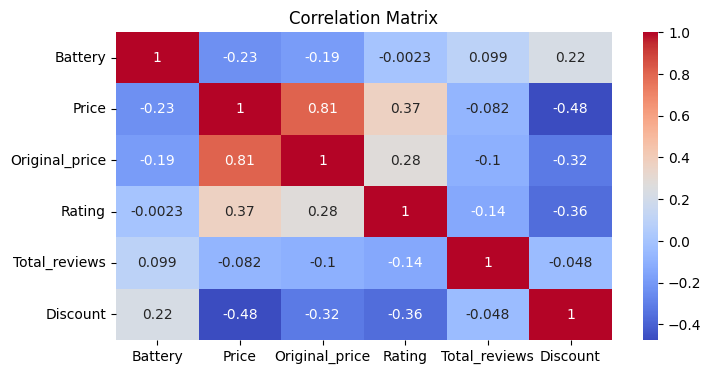 Correlation Matrix
Battery 1 -0.23 -0.19 -0.0023 0.099 0.22
Price -0.23 1 0.81 0.37 -0.082 -0.48
Original_price -0.19 0.81 1 0.28 -0.1 -0.32
Rating -0.0023 0.37 0.28 1 -0.14 -0.36
Total_reviews 0.099 -0.082 -0.1 -0.14 1 -0.048
Discount 0.22 -0.48 -0.32 -0.36 -0.048 1
Battery Price Original_price Rating Total_reviews Discount
1.0
0.8
0.6
0.4
0.2
0.0
−0.2
−0.4